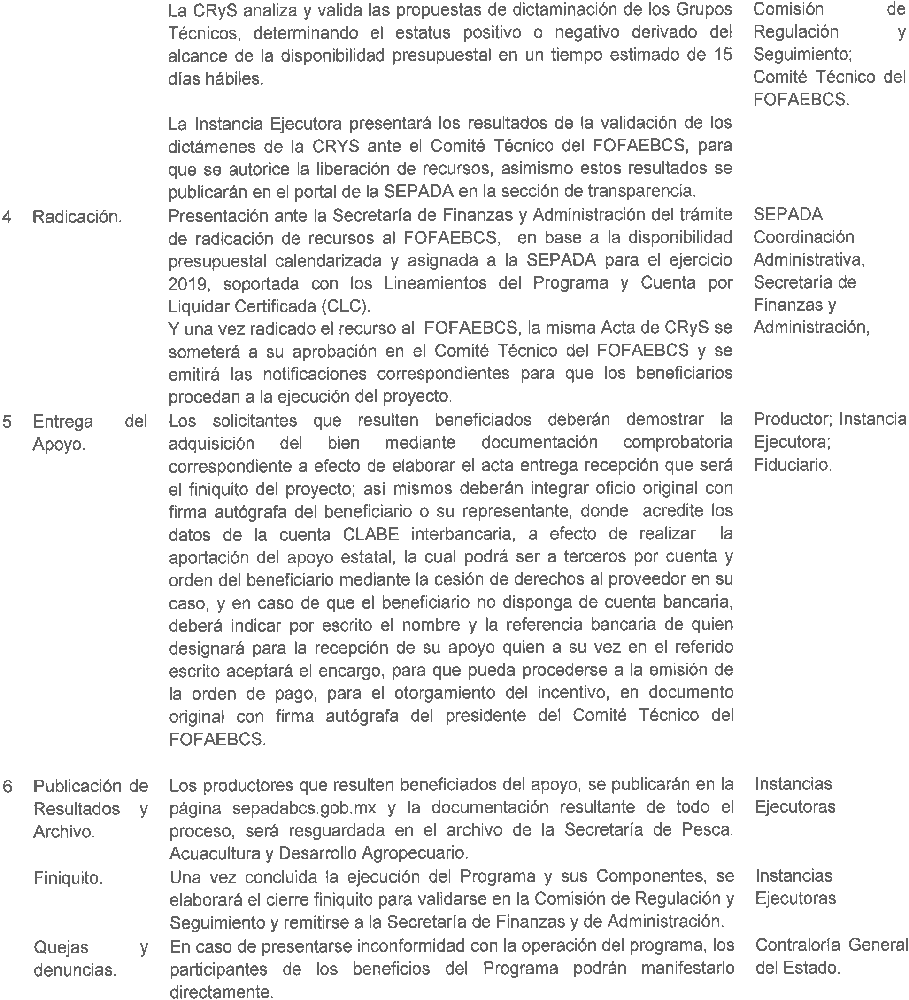 La CRyS analiza y valida las propuestas de dictaminación de los Grupos
Técnicos, determinando el estatus positivo o negativo derivado del
alcance de la disponibilidad presupuestal en un tiempo estimado de 15
días hábiles.
Comisión de
Regulación y
Seguimiento;
Comité Técnico del
FOFAEBCS.
La Instancia Ejecutora presentará los resultados de la validación de los
dictámenes de la CRYS ante el Comité Técnico del FOFAEBCS, para
que se autorice la liberación de recursos, asimismo estos resultados se
publicarán en el portal de la SEPADA en la sección de transparencia.
4 Radicación.
Presentación ante la Secretaría de Finanzas y Administración del trámite
de radicación de recursos al FOFAEBCS, en base a la disponibilidad
presupuestal calendarizada y asignada a la SEPADA para el ejercicio
2019, soportada con los Lineamientos del Programa y Cuenta por
Liquidar Certificada (CLC).
Y una vez radicado el recurso al FOFAEBCS, la misma Acta de CRyS se
someterá a su aprobación en el Comité Técnico del FOFAEBCS y se
emitirá las notificaciones correspondientes para que los beneficiarios
procedan a la ejecución del proyecto.
SEPADA
Coordinación
Administrativa,
Secretaría de
Finanzas y
Administración,
5 Entrega del
Apoyo.
Los solicitantes que resulten beneficiados deberán demostrar la
adquisición del bien mediante documentación comprobatoria
correspondiente a efecto de elaborar el acta entrega recepción que será
el finiquito del proyecto; así mismos deberán integrar oficio original con
firma autógrafa del beneficiario o su representante, donde acredite los
datos de la cuenta CLABE interbancaria, a efecto de realizar la
aportación del apoyo estatal, la cual podrá ser a terceros por cuenta y
orden del beneficiario mediante la cesión de derechos al proveedor en su
caso, y en caso de que el beneficiario no disponga de cuenta bancaria,
deberá indicar por escrito el nombre y la referencia bancaria de quien
designará para la recepción de su apoyo quien a su vez en el referido
escrito aceptará el encargo, para que pueda procederse a la emisión de
la orden de pago, para el otorgamiento del incentivo, en documento
original con firma autógrafa del presidente del Comité Técnico del
FOFAEBCS.
Productor; Instancia
Ejecutora;
Fiduciario.
6 Publicación de
Resultados y
Archivo.
Los productores que resulten beneficiados del apoyo, se publicarán en la
página sepadabcs.gob.mx y la documentación resultante de todo el
proceso, será resguardada en el archivo de la Secretaría de Pesca,
Acuacultura y Desarrollo Agropecuario.
Instancias
Ejecutoras
Finiquito.
Una vez concluida la ejecución del Programa y sus Componentes, se
elaborará el cierre finiquito para validarse en la Comisión de Regulación y
Seguimiento y remitirse a la Secretaría de Finanzas y de Administración.
Instancias
Ejecutoras
Quejas y
denuncias.
En caso de presentarse inconformidad con la operación del programa, los
participantes de los beneficios del Programa podrán manifestarlo
directamente.
Contraloría General
del Estado.